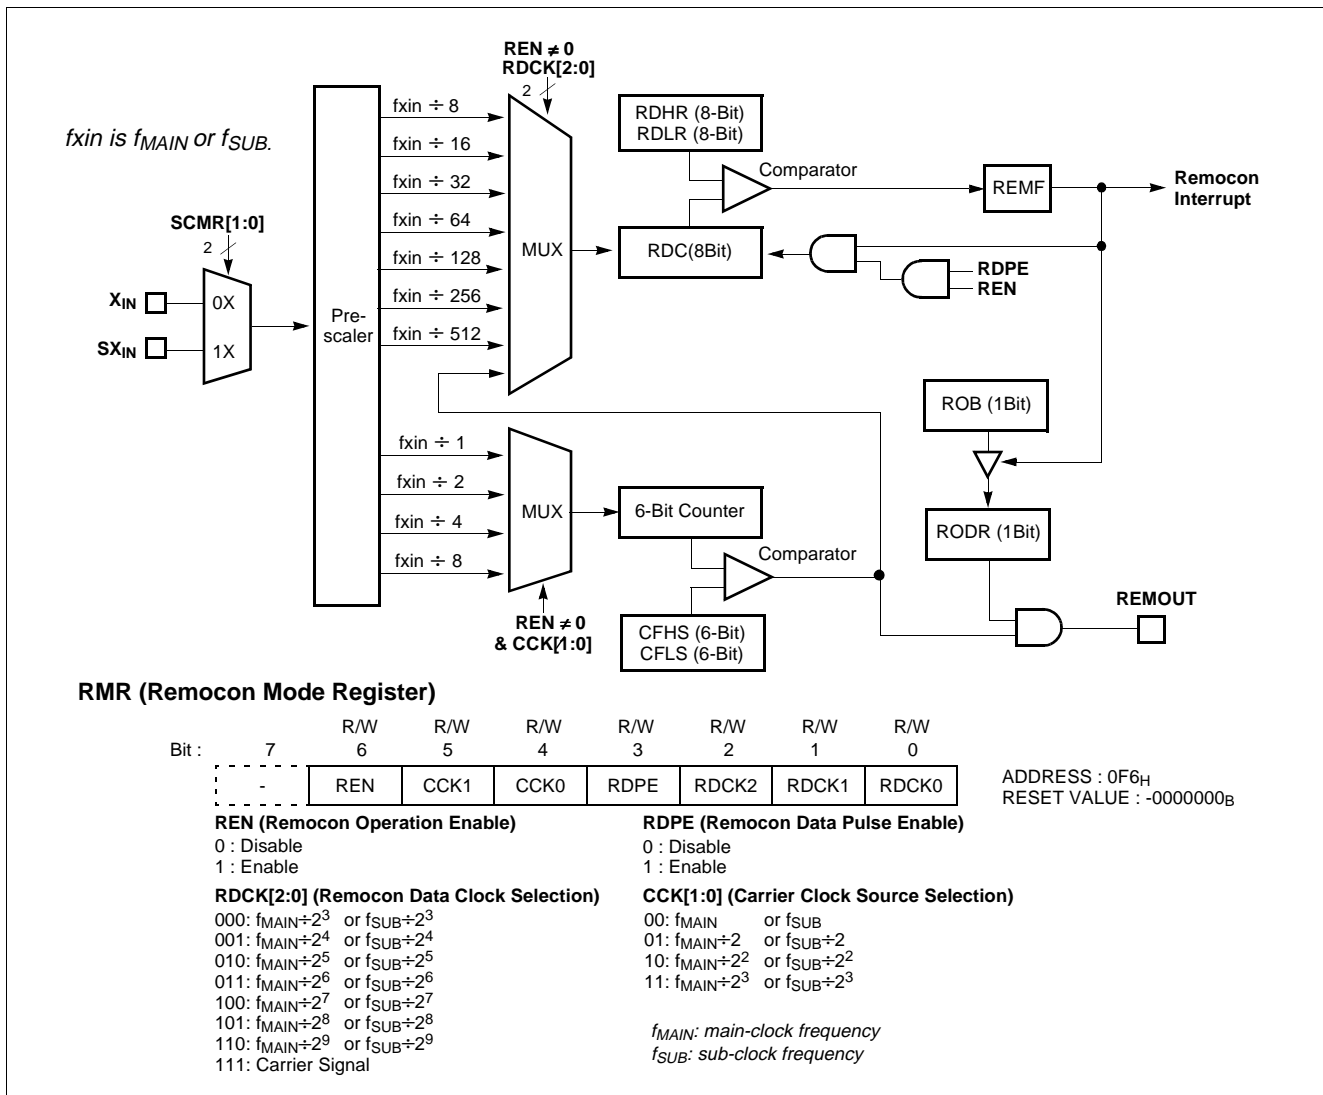 REN ≠ 0
RDCK[2:0]
2
fxin is fMAIN or fSUB.
SCMR[1:0]
2
XIN
0X
SXIN
1X
Pre-
scaler
fxin ÷ 8
fxin ÷ 16
fxin ÷ 32
fxin ÷ 64
fxin ÷ 128
fxin ÷ 256
fxin ÷ 512
MUX
RDHR (8-Bit)
RDLR (8-Bit)
Comparator
REMF
Remocon
Interrupt
RDC(8Bit)
RDPE
REN
ROB (1Bit)
RODR (1Bit)
fxin ÷ 1
fxin ÷ 2
fxin ÷ 4
fxin ÷ 8
MUX
6-Bit Counter
Comparator
REN ≠ 0
& CCK[1:0]
CFHS (6-Bit)
CFLS (6-Bit)
REMOUT
RMR (Remocon Mode Register)
R/W R/W R/W R/W R/W R/W R/W
Bit : 7 6 5 4 3 2 1 0
- REN CCK1 CCK0 RDPE RDCK2 RDCK1 RDCK0
ADDRESS : 0F6H
RESET VALUE : -0000000B
REN (Remocon Operation Enable)
0 : Disable
1 : Enable
RDCK[2:0] (Remocon Data Clock Selection)
000: fMAIN÷2³ or fSUB÷2³
001: fMAIN÷2⁴ or fSUB÷2⁴
010: fMAIN÷2⁵ or fSUB÷2⁵
011: fMAIN÷2⁶ or fSUB÷2⁶
100: fMAIN÷2⁷ or fSUB÷2⁷
101: fMAIN÷2⁸ or fSUB÷2⁸
110: fMAIN÷2⁹ or fSUB÷2⁹
111: Carrier Signal
RDPE (Remocon Data Pulse Enable)
0 : Disable
1 : Enable
CCK[1:0] (Carrier Clock Source Selection)
00: fMAIN or fSUB
01: fMAIN÷2 or fSUB÷2
10: fMAIN÷2² or fSUB÷2²
11: fMAIN÷2³ or fSUB÷2³
fMAIN: main-clock frequency
fSUB: sub-clock frequency